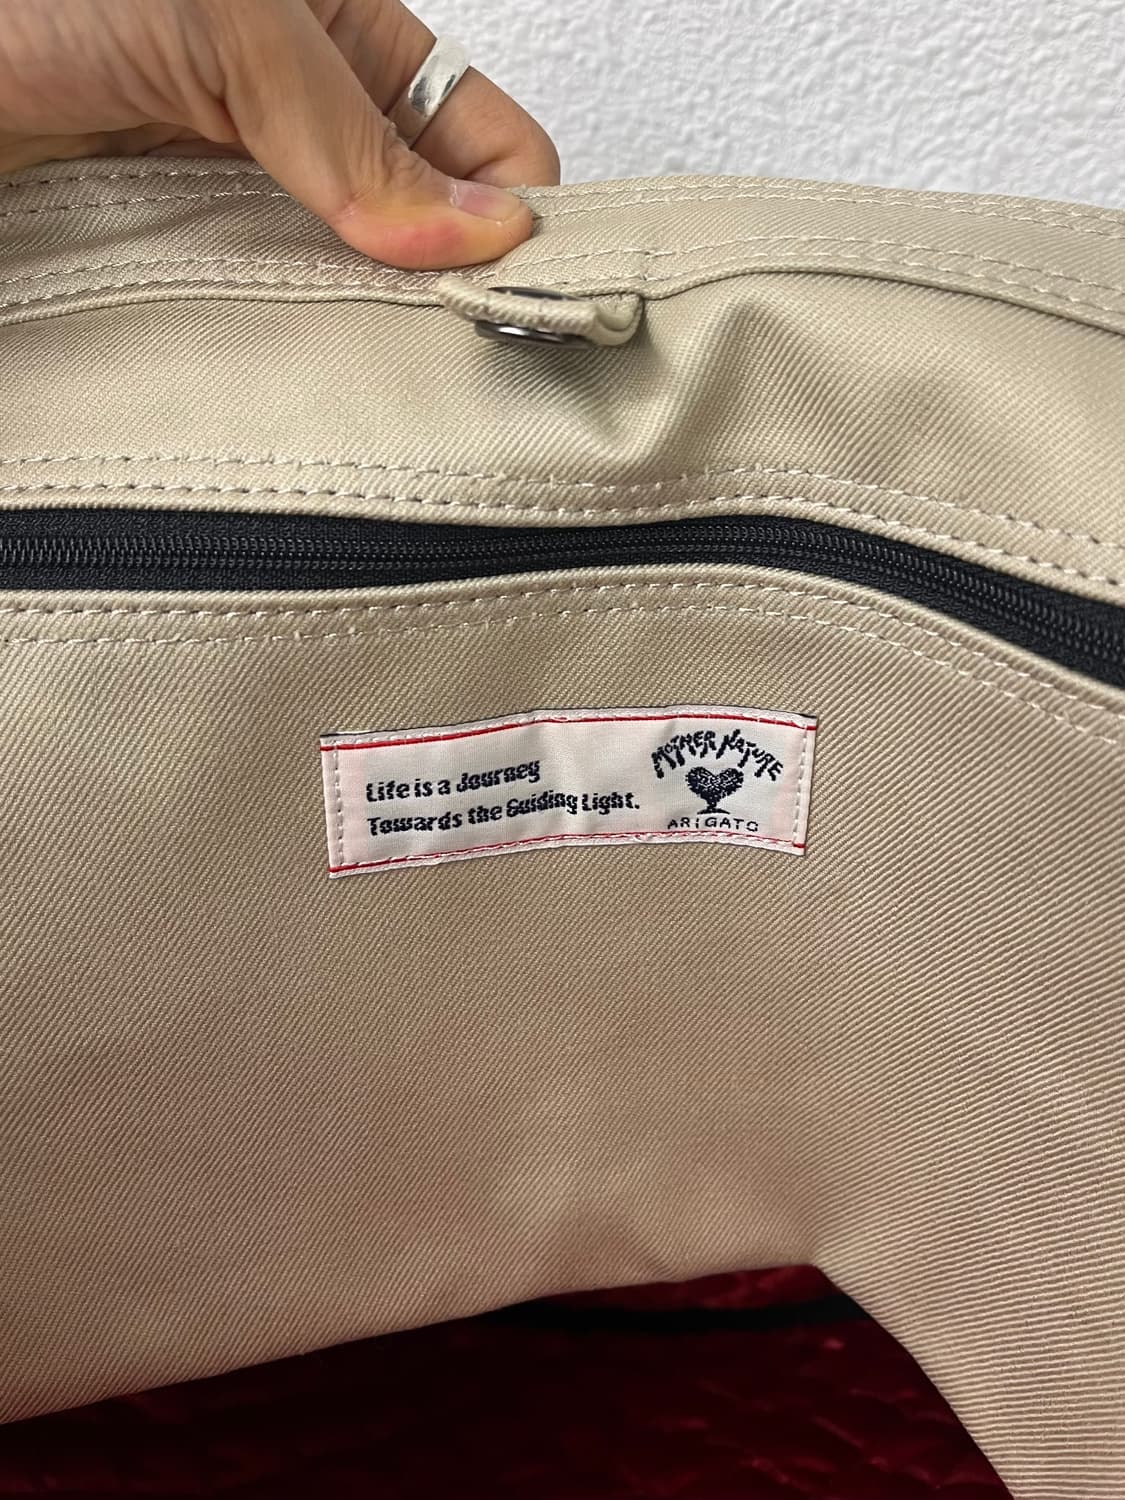 Life is a Journey
Towards the Guiding Light.
MOTHER NATURE
ARIGATO